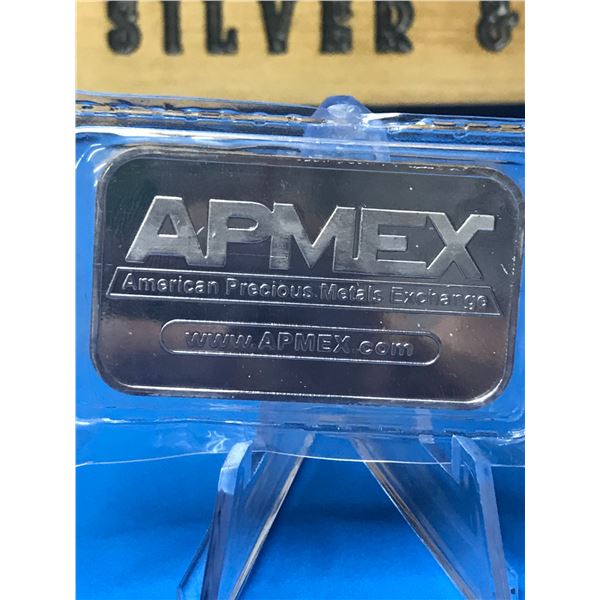 SILVER &
APMEX
American Precious Metals Exchange
www.APMEX.com